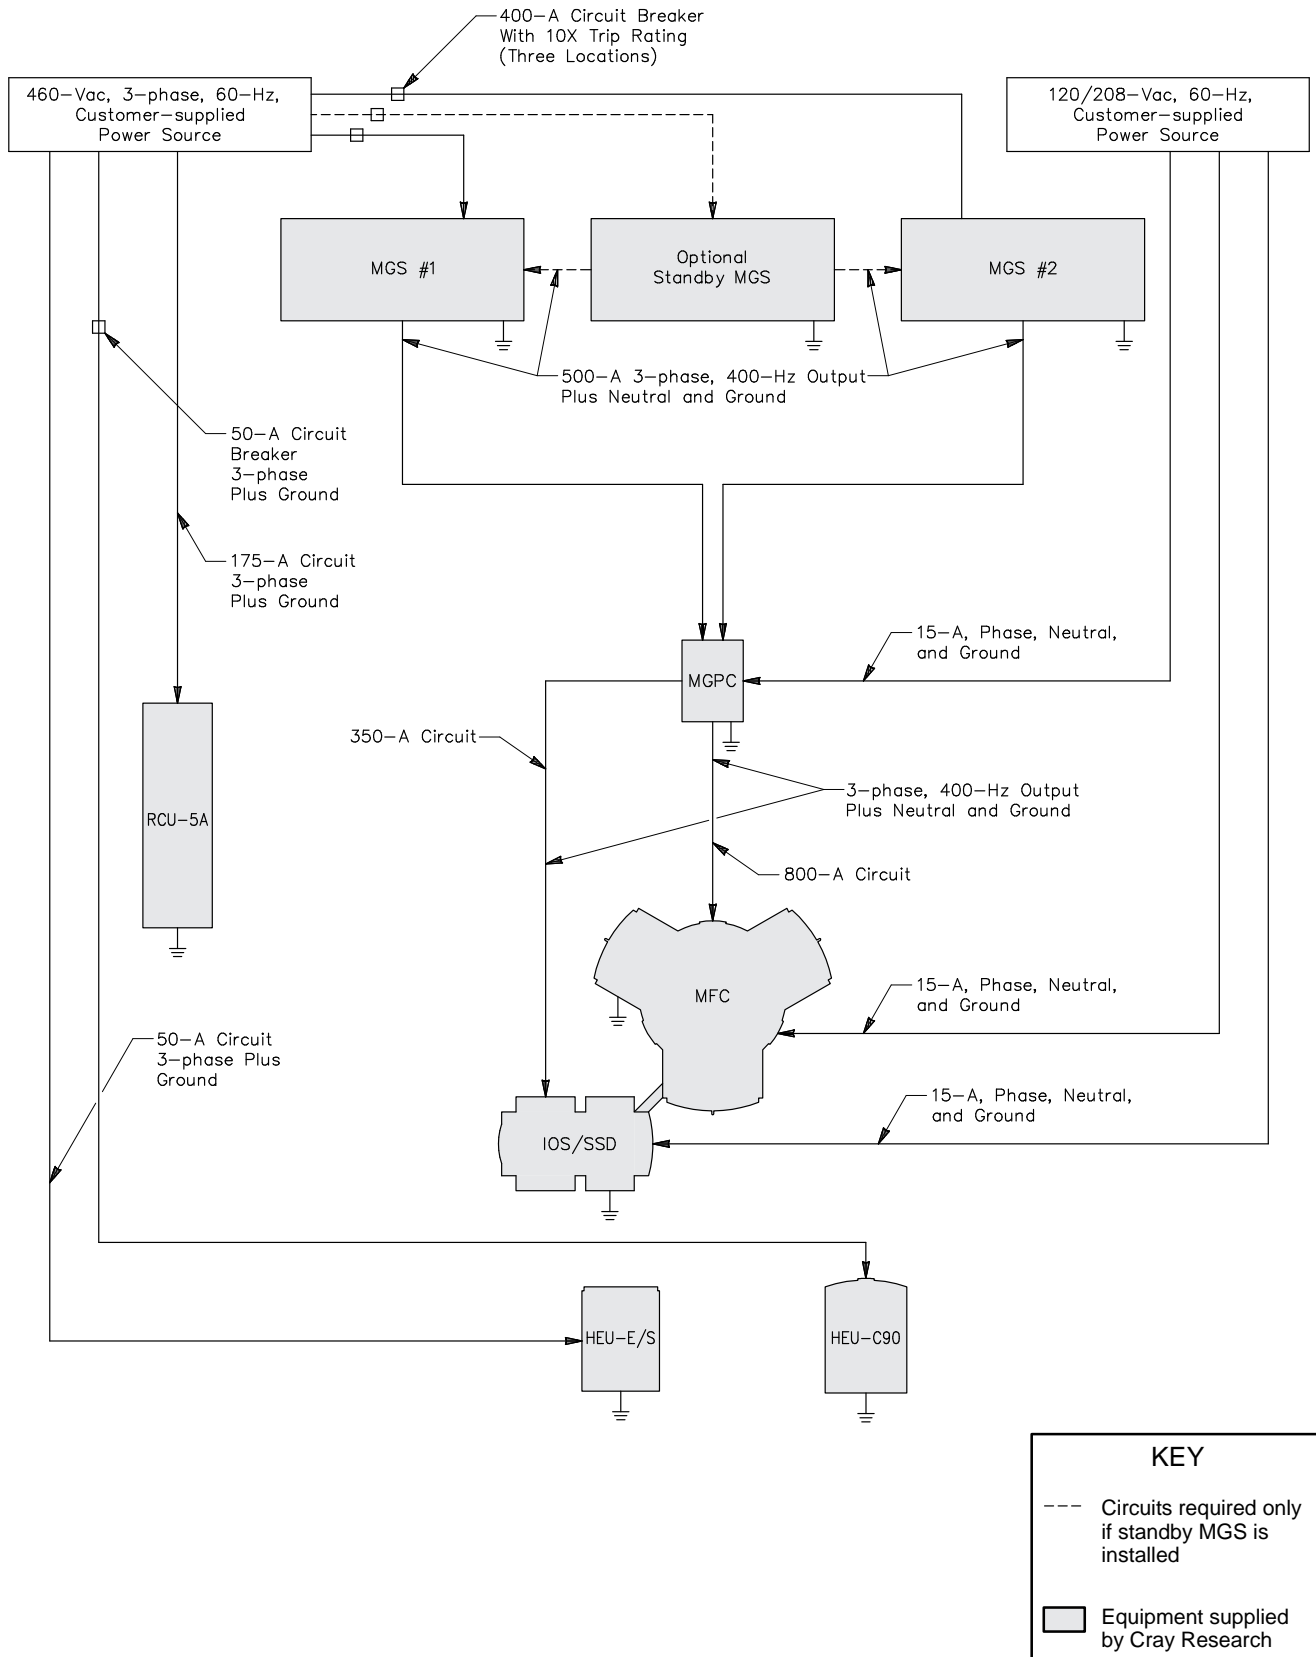 400-A Circuit Breaker
With 10X Trip Rating
(Three Locations)
460-Vac, 3-phase, 60-Hz,
Customer-supplied
Power Source
120/208-Vac, 60-Hz,
Customer-supplied
Power Source
MGS #1
Optional
Standby MGS
MGS #2
500-A 3-phase, 400-Hz Output
Plus Neutral and Ground
50-A Circuit
Breaker
3-phase
Plus Ground
175-A Circuit
3-phase
Plus Ground
15-A, Phase, Neutral,
and Ground
MGPC
350-A Circuit
3-phase, 400-Hz Output
Plus Neutral and Ground
RCU-5A
800-A Circuit
MFC
15-A, Phase, Neutral,
and Ground
50-A Circuit
3-phase Plus
Ground
15-A, Phase, Neutral,
and Ground
IOS/SSD
HEU-E/S
HEU-C90
KEY
Circuits required only
if standby MGS is
installed
Equipment supplied
by Cray Research